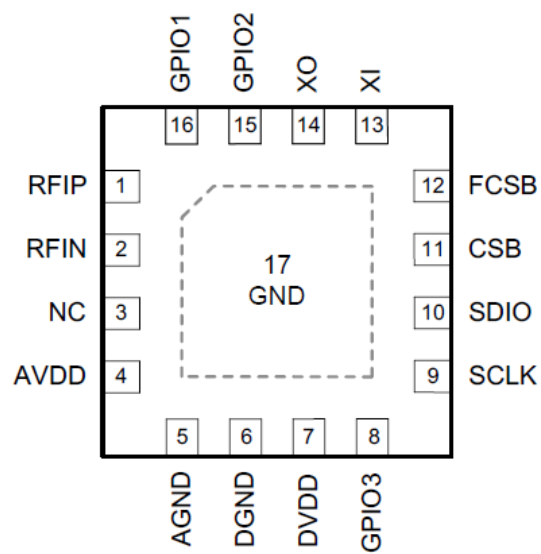 GPIO1 GPIO2 XO XI
16 15 14 13
RFIP 1 12 FCSB
RFIN 2 11 CSB
17
GND
NC 3 10 SDIO
AVDD 4 9 SCLK
5 6 7 8
AGND DGND DVDD GPIO3